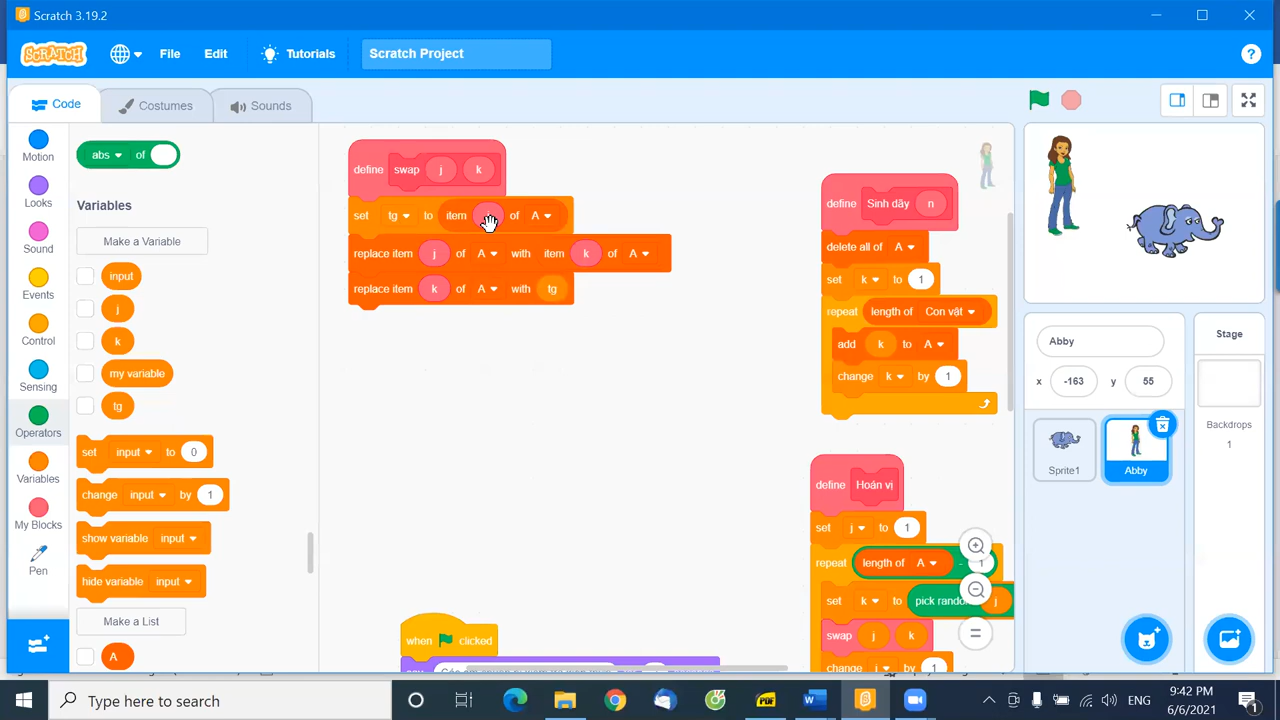 Scratch 3.19.2
SCRATCH
File
Edit
Tutorials
Scratch Project
Code
Costumes
Sounds
Motion
Looks
Sound
Events
Control
Sensing
Operators
Variables
My Blocks
Pen
abs of
Variables
Make a Variable
input
j
k
my variable
tg
set input to 0
change input by 1
show variable input
hide variable input
Make a List
A
define swap j k
set tg to item of A
replace item j of A with item k of A
replace item k of A with tg
when clicked
define Sinh dãy n
delete all of A
set k to 1
repeat length of Con vật
add k to A
change k by 1
define Hoán vị
set j to 1
repeat length of A - 1
set k to pick random j
swap j k
change j by 1
Abby
x -163 y 55
Sprite1
Abby
Stage
Backdrops
1
Type here to search
W
PDF
ENG
9:42 PM
6/6/2021
1